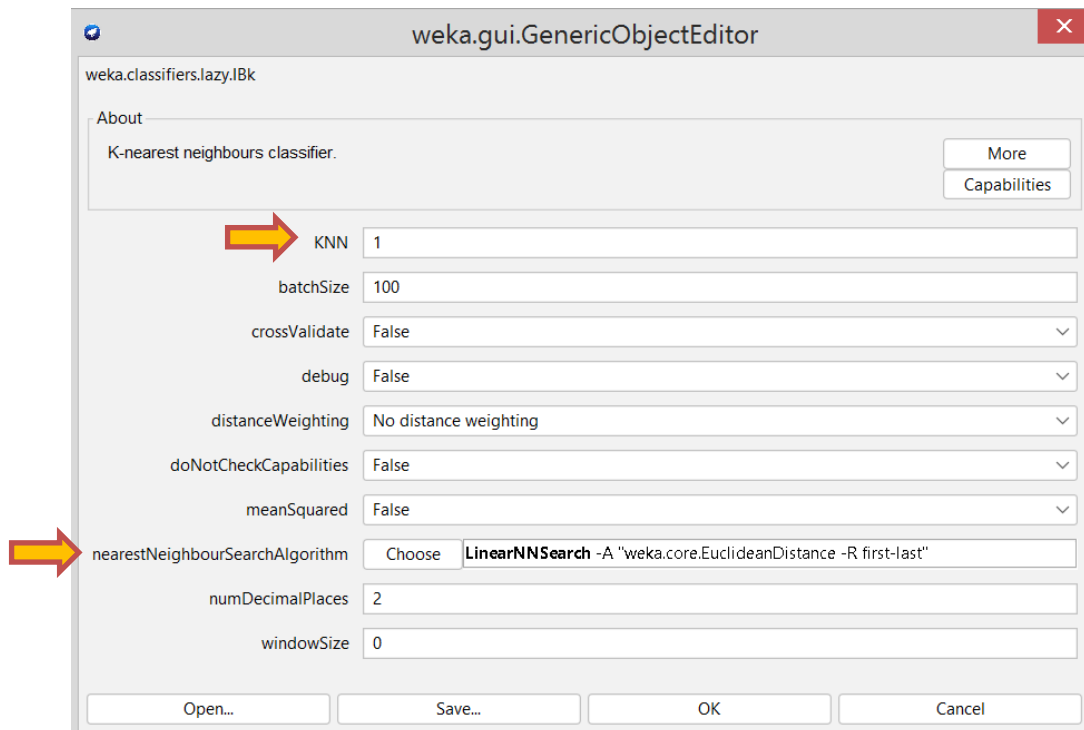 weka.gui.GenericObjectEditor
weka.classifiers.lazy.IBk
About
K-nearest neighbours classifier.
More
Capabilities
KNN 1
batchSize 100
crossValidate False
debug False
distanceWeighting No distance weighting
doNotCheckCapabilities False
meanSquared False
nearestNeighbourSearchAlgorithm Choose LinearNNSearch -A "weka.core.EuclideanDistance -R first-last"
numDecimalPlaces 2
windowSize 0
Open... Save... OK Cancel